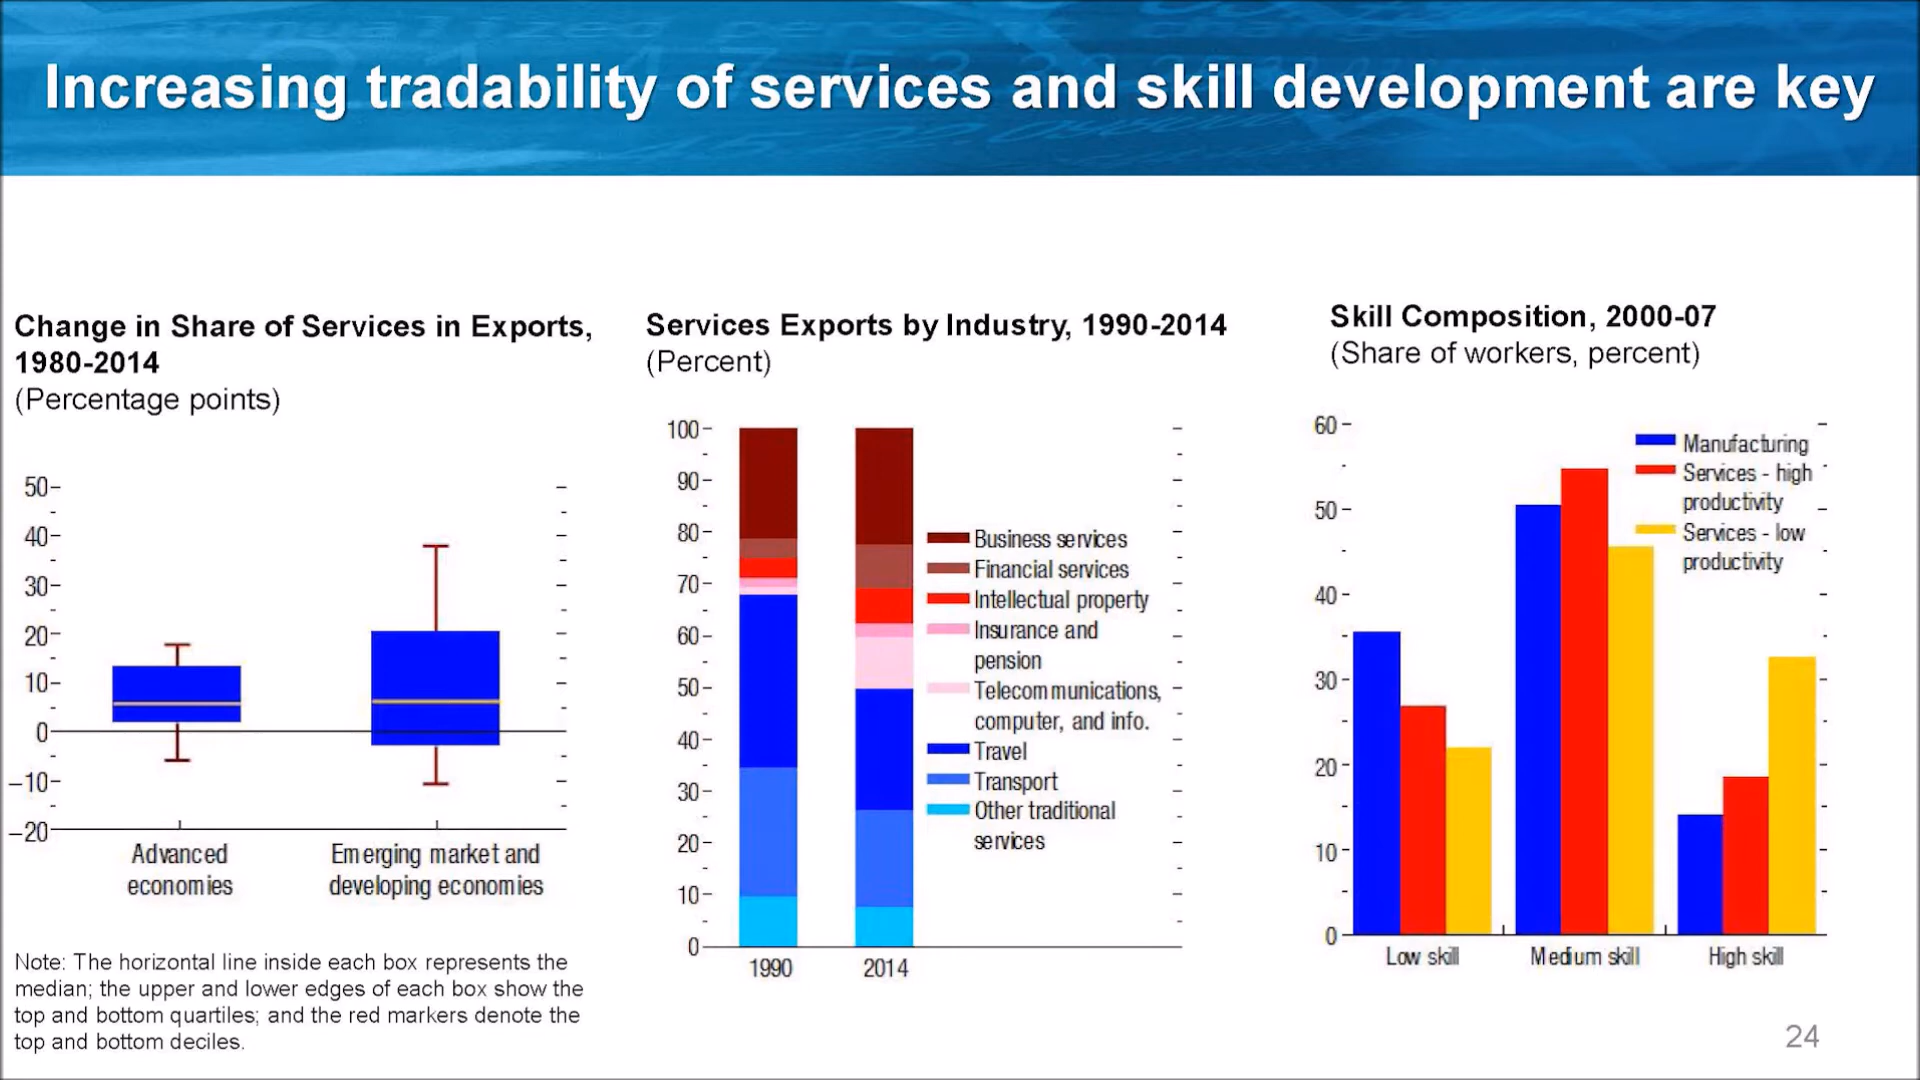 Increasing tradability of services and skill development are key
Change in Share of Services in Exports,
1980-2014
(Percentage points)
50
40
30
20
10
0
–10
–20
Advanced
economies
Emerging market and
developing economies
Note: The horizontal line inside each box represents the
median; the upper and lower edges of each box show the
top and bottom quartiles; and the red markers denote the
top and bottom deciles.
Services Exports by Industry, 1990-2014
(Percent)
100
90
80
70
60
50
40
30
20
10
0
1990
2014
Business services
Financial services
Intellectual property
Insurance and
pension
Telecommunications,
computer, and info.
Travel
Transport
Other traditional
services
Skill Composition, 2000-07
(Share of workers, percent)
60
50
40
30
20
10
0
Manufacturing
Services - high
productivity
Services - low
productivity
Low skill
Medium skill
High skill
24